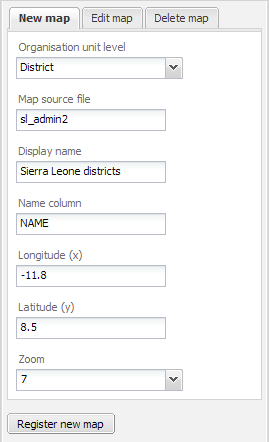 New map Edit map Delete map
Organisation unit level
District
Map source file
sl_admin2
Display name
Sierra Leone districts
Name column
NAME
Longitude (x)
-11.8
Latitude (y)
8.5
Zoom
7
Register new map